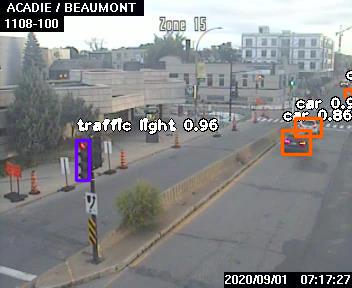 ACADIE / BEAUMONT
1108-100
Zone 15
car 0.9
car 0.86
traffic light 0.96
2020/09/01 07:17:27